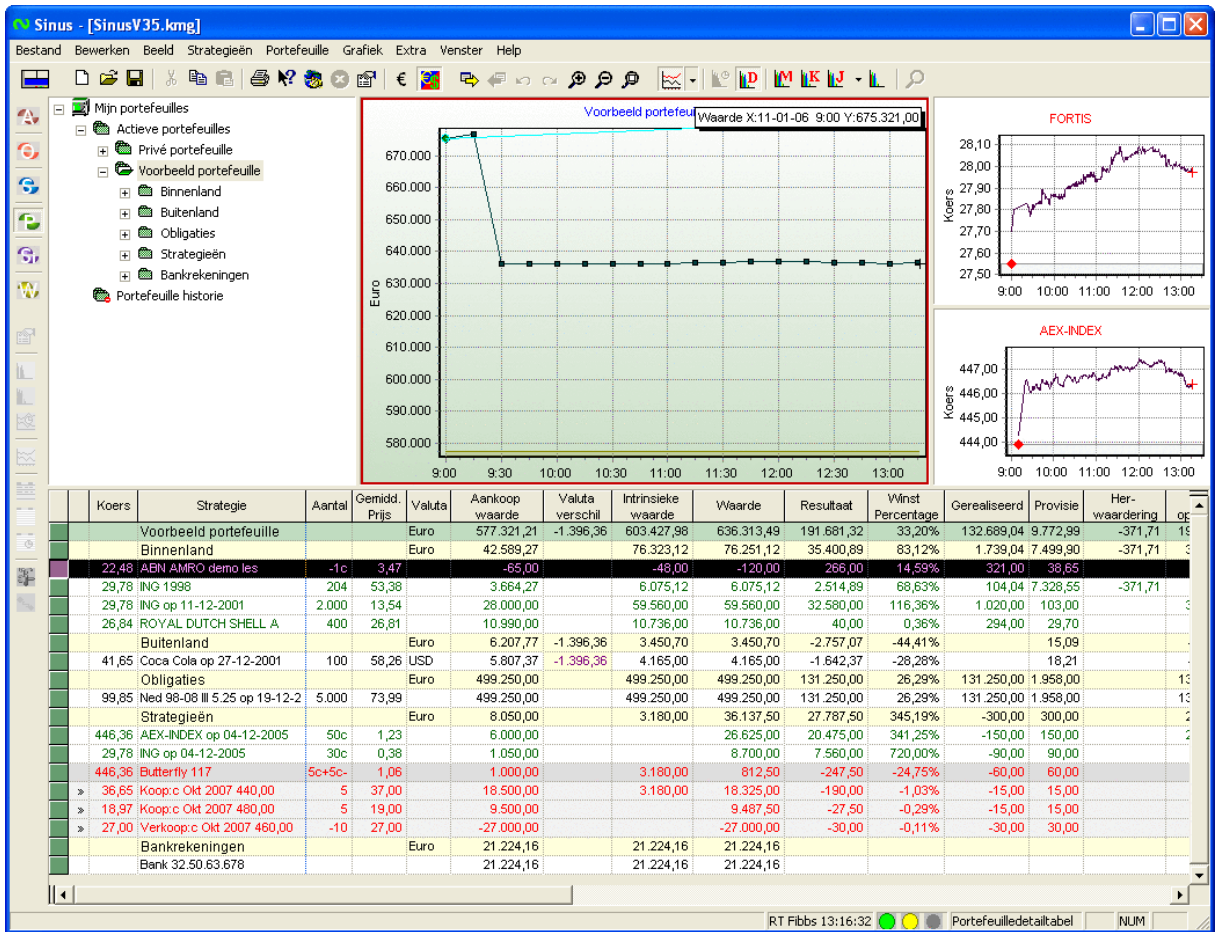 Sinus - [SinusV35.kmg]
Bestand Bewerken Beeld Strategieën Portefeuille Grafiek Extra Venster Help
Mijn portefeuilles
Actieve portefeuilles
Privé portefeuille
Voorbeeld portefeuille
Binnenland
Buitenland
Obligaties
Strategieën
Bankrekeningen
Portefeuille historie
Voorbeeld portefeu
Waarde X:11-01-06 9:00 Y:675.321,00
Euro
670.000
660.000
650.000
640.000
630.000
620.000
610.000
600.000
590.000
580.000
9:00 9:30 10:00 10:30 11:00 11:30 12:00 12:30 13:00
FORTIS
Koers
28,10
28,00
27,90
27,80
27,70
27,60
27,50
9:00 10:00 11:00 12:00 13:00
AEX-INDEX
Koers
447,00
446,00
445,00
444,00
9:00 10:00 11:00 12:00 13:00
Koers Strategie Aantal Gemidd. Prijs Valuta Aankoop waarde Valuta verschil Intrinsieke waarde Waarde Resultaat Winst Percentage Gerealiseerd Provisie Her-waardering op
Voorbeeld portefeuille Euro 577.321,21 -1.396,36 603.427,98 636.313,49 191.681,32 33,20% 132.689,04 9.772,99 -371,71 19
Binnenland Euro 42.589,27 76.323,12 76.251,12 35.400,89 83,12% 1.739,04 7.499,90 -371,71 3
22,48 ABN AMRO demo les -1c 3,47 -65,00 -48,00 -120,00 266,00 14,59% 321,00 38,65
29,78 ING 1998 204 53,38 3.664,27 6.075,12 6.075,12 2.514,89 68,63% 104,04 7.328,55 -371,71
29,78 ING op 11-12-2001 2.000 13,54 28.000,00 59.560,00 59.560,00 32.580,00 116,36% 1.020,00 103,00 3
26,84 ROYAL DUTCH SHELL A 400 26,81 10.990,00 10.736,00 10.736,00 40,00 0,36% 294,00 29,70
Buitenland Euro 6.207,77 -1.396,36 3.450,70 3.450,70 -2.757,07 -44,41% 15,09 -
41,65 Coca Cola op 27-12-2001 100 58,26 USD 5.807,37 -1.396,36 4.165,00 4.165,00 -1.642,37 -28,28% 18,21 -
Obligaties Euro 499.250,00 499.250,00 499.250,00 131.250,00 26,29% 131.250,00 1.958,00 13
99,85 Ned 98-08 III 5.25 op 19-12-2 5.000 73,99 499.250,00 499.250,00 499.250,00 131.250,00 26,29% 131.250,00 1.958,00 13
Strategieën Euro 8.050,00 3.180,00 36.137,50 27.787,50 345,19% -300,00 300,00 2
446,36 AEX-INDEX op 04-12-2005 50c 1,23 6.000,00 26.625,00 20.475,00 341,25% -150,00 150,00 2
29,78 ING op 04-12-2005 30c 0,38 1.050,00 8.700,00 7.560,00 720,00% -90,00 90,00
446,36 Butterfly 117 5c+5c- 1,06 1.000,00 3.180,00 812,50 -247,50 -24,75% -60,00 60,00
» 36,65 Koop:c Okt 2007 440,00 5 37,00 18.500,00 3.180,00 18.325,00 -190,00 -1,03% -15,00 15,00
» 18,97 Koop:c Okt 2007 480,00 5 19,00 9.500,00 9.487,50 -27,50 -0,29% -15,00 15,00
» 27,00 Verkoop:c Okt 2007 460,00 -10 27,00 -27.000,00 -27.000,00 -30,00 -0,11% -30,00 30,00
Bankrekeningen Euro 21.224,16 21.224,16 21.224,16
Bank 32.50.63.678 21.224,16 21.224,16 21.224,16
RT Fibbs 13:16:32 Portefeuilledetailtabel NUM